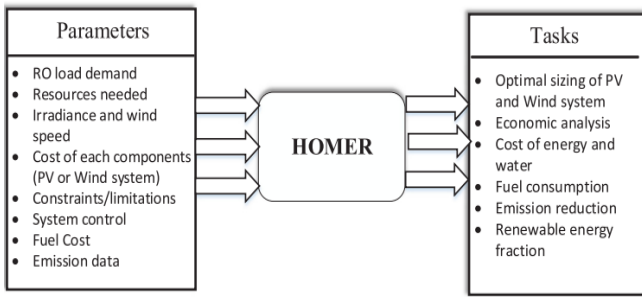 Parameters
• RO load demand
• Resources needed
• Irradiance and wind
speed
• Cost of each components
(PV or Wind system)
• Constraints/limitations
• System control
• Fuel Cost
• Emission data
HOMER
Tasks
• Optimal sizing of PV
and Wind system
• Economic analysis
• Cost of energy and
water
• Fuel consumption
• Emission reduction
• Renewable energy
fraction